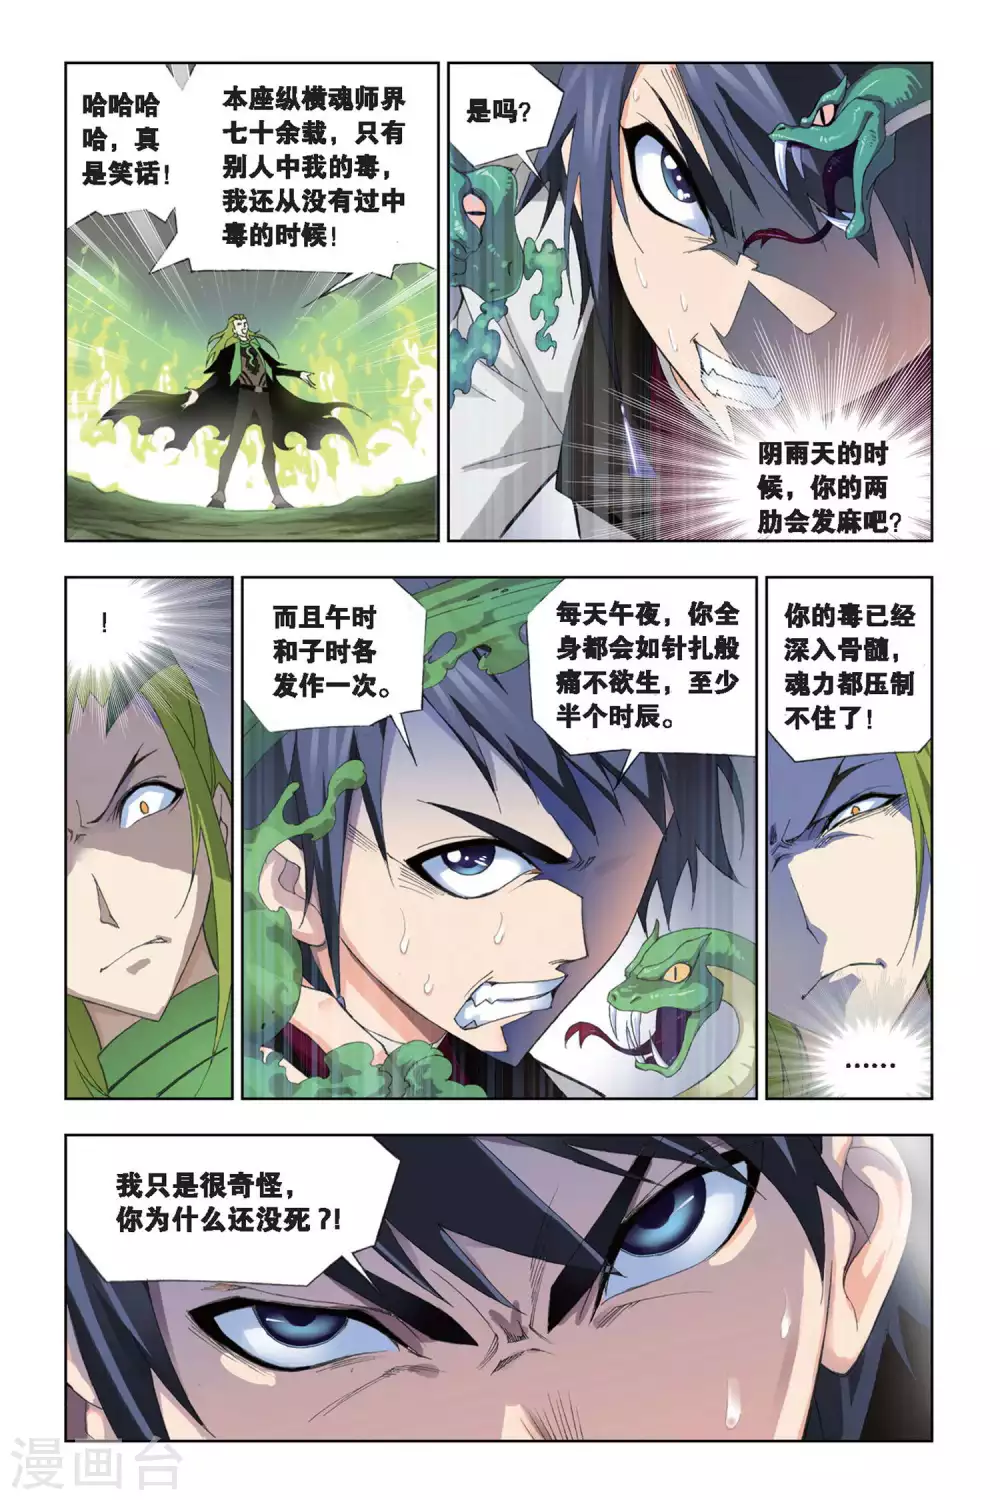 哈哈哈
哈，真
是笑话！
本座纵横魂师界
七十余载，只有
别人中我的毒，
我还从没有过中
毒的时候！
是吗？
阴雨天的时
候，你的两
肋会发麻吧？
！
而且午时
和子时各
发作一次。
每天午夜，你全
身都会如针扎般
痛不欲生，至少
半个时辰。
你的毒已经
深入骨髓，
魂力都压制
不住了！
……
我只是很奇怪，
你为什么还没死？！
漫画台